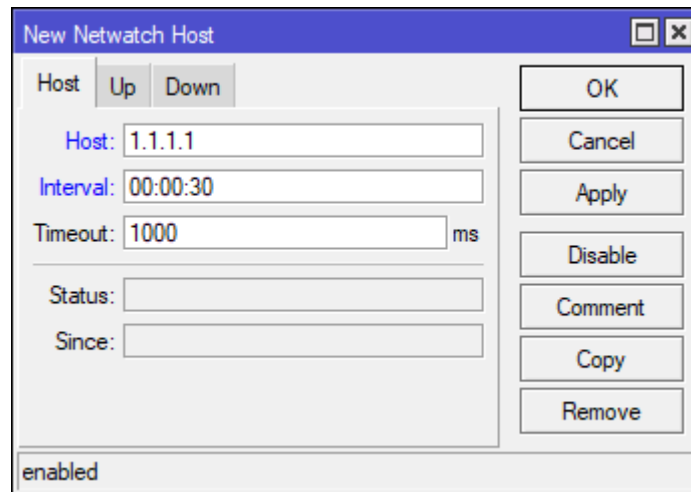 New Netwatch Host
Host Up Down
Host: 1.1.1.1
Interval: 00:00:30
Timeout: 1000 ms
Status:
Since:
OK
Cancel
Apply
Disable
Comment
Copy
Remove
enabled